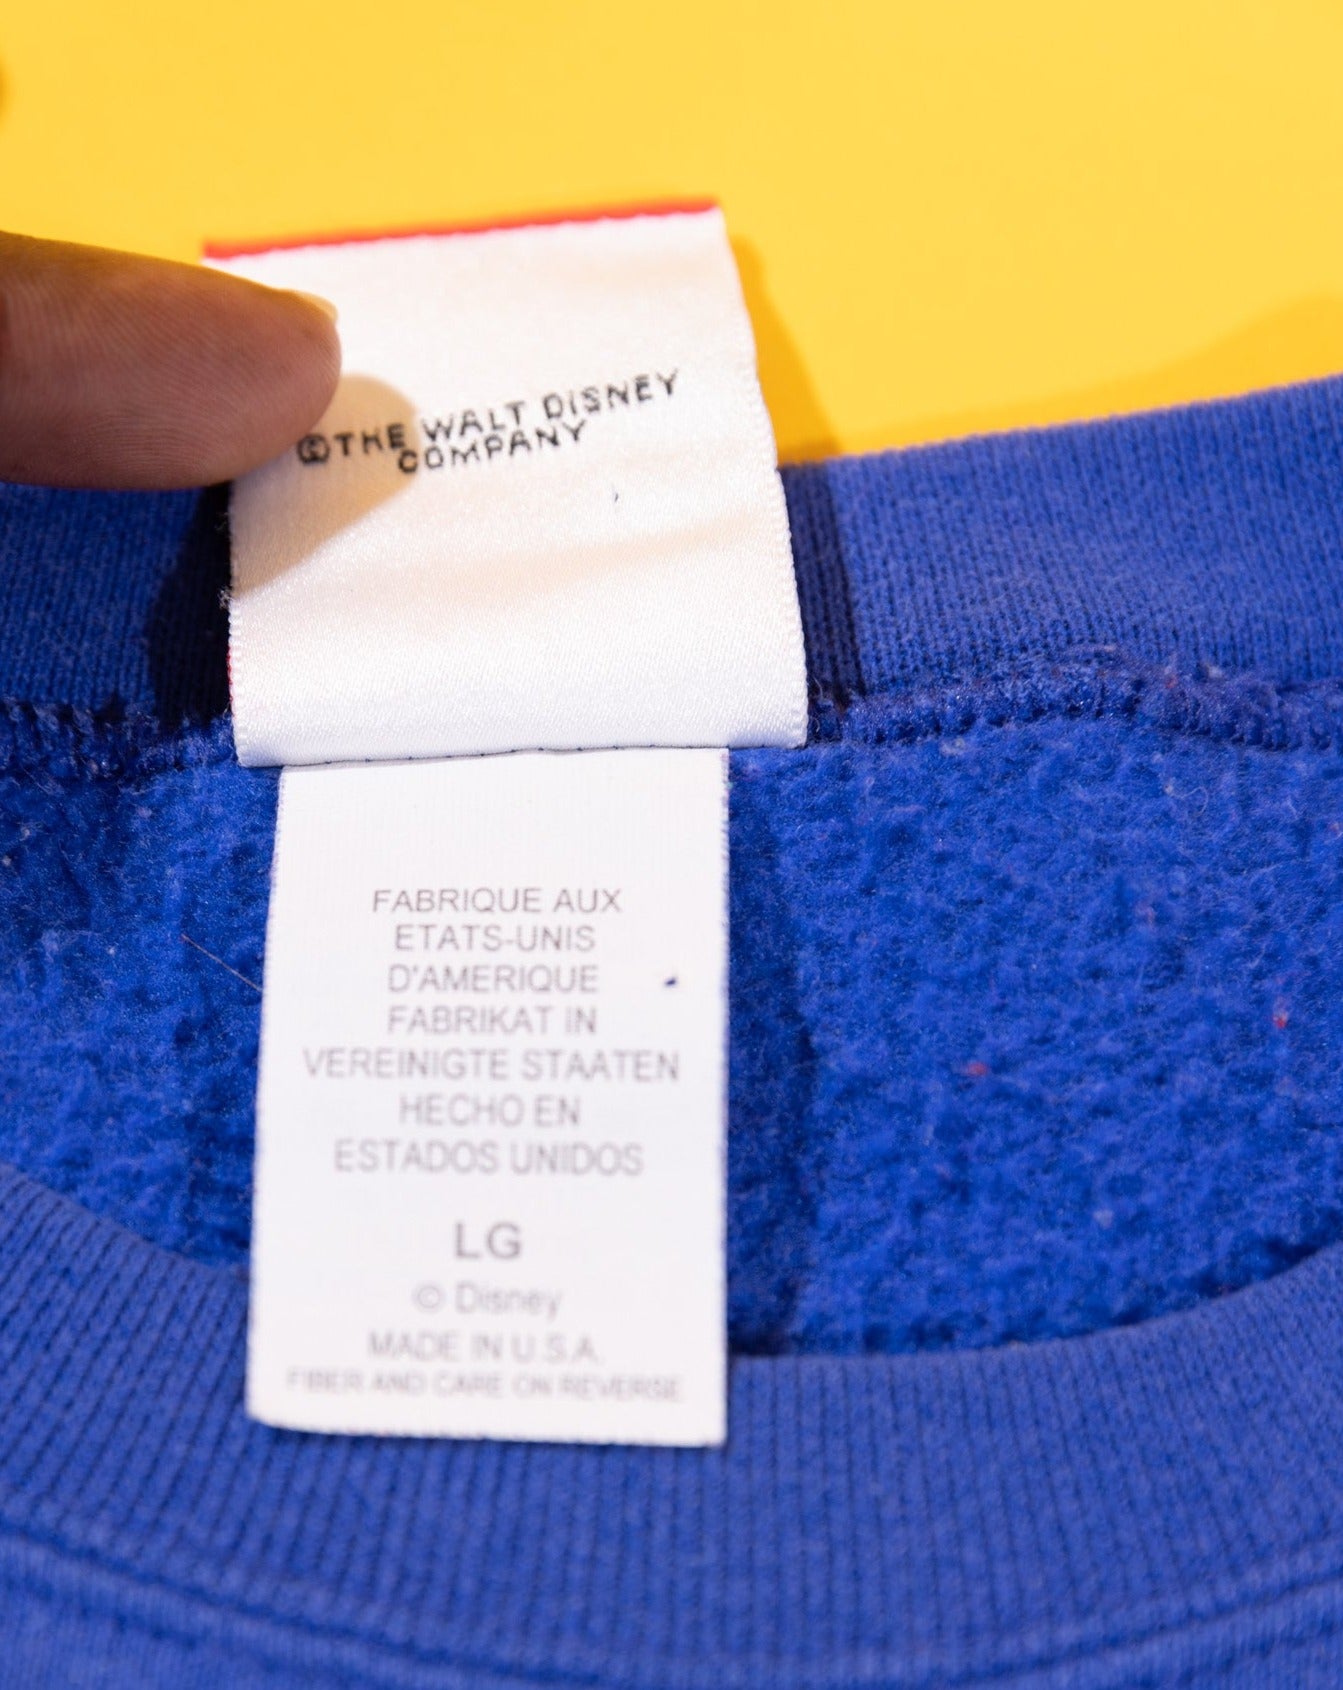 ©THE WALT DISNEY
COMPANY
FABRIQUE AUX
ETATS-UNIS
D'AMERIQUE
FABRIKAT IN
VEREINIGTE STAATEN
HECHO EN
ESTADOS UNIDOS
LG
© Disney
MADE IN U.S.A.
FIBER AND CARE ON REVERSE